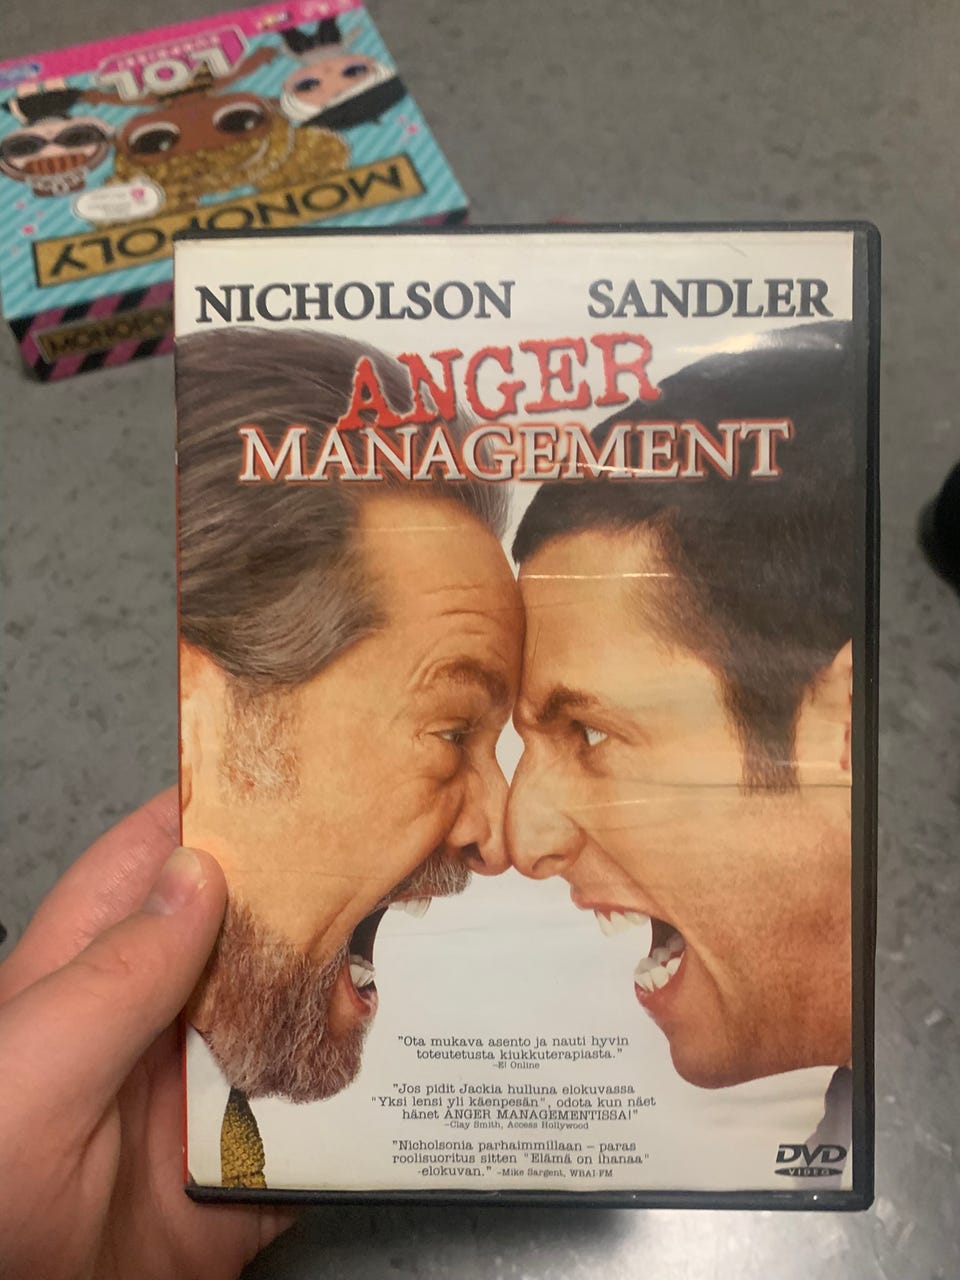 L.O.L.
SURPRISE!
MONOPOLY
NICHOLSON SANDLER
ANGER
MANAGEMENT
"Ota mukava asento ja nauti hyvin
toteutetusta kiukkuterapiasta."
-E! Online
"Jos pidit Jackia hulluna elokuvassa
"Yksi lensi yli käenpesän", odota kun näet
hänet ANGER MANAGEMENTISSA!"
-Clay Smith, Access Hollywood
"Nicholsonia parhaimmillaan – paras
roolisuoritus sitten "Elämä on ihanaa"
-elokuvan." -Mike Sargent, WBAI-FM
DVD
VIDEO